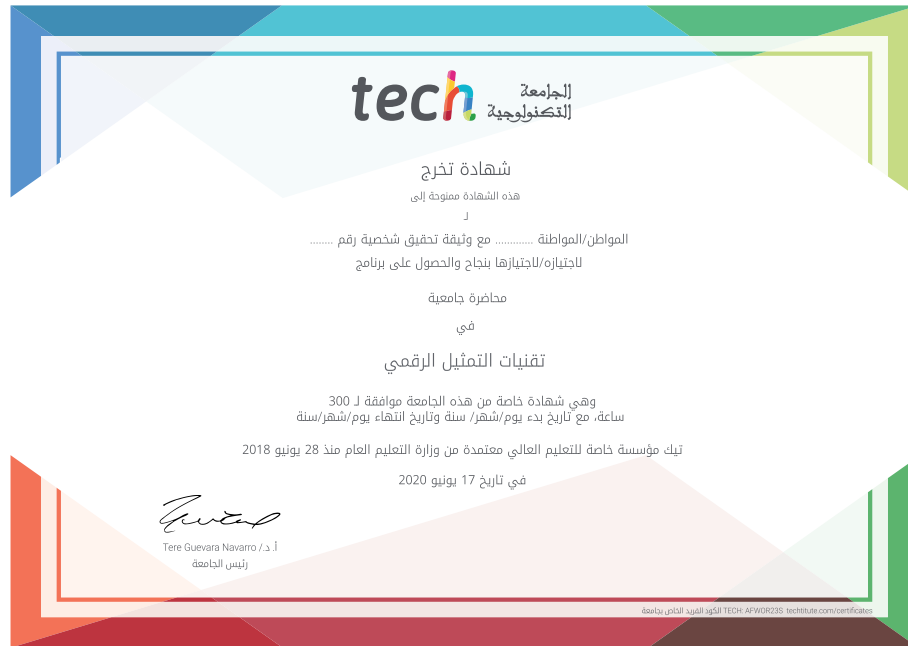 tech الجامعة
التكنولوجية
شهادة تخرج
هذه الشهادة ممنوحة إلى
لـ
المواطن/المواطنة ............. مع وثيقة تحقيق شخصية رقم ........
لاجتيازه/لاجتيازها بنجاح والحصول على برنامج
محاضرة جامعية
في
تقنيات التمثيل الرقمي
وهي شهادة خاصة من هذه الجامعة موافقة لـ 300
ساعة، مع تاريخ بدء يوم/شهر/ سنة وتاريخ انتهاء يوم/شهر/سنة
تيك مؤسسة خاصة للتعليم العالي معتمدة من وزارة التعليم العام منذ 28 يونيو 2018
في تاريخ 17 يونيو 2020
أ. د./ Tere Guevara Navarro
رئيس الجامعة
الكود الفريد الخاص بجامعة TECH: AFWOR23S techtitute.com/certificates